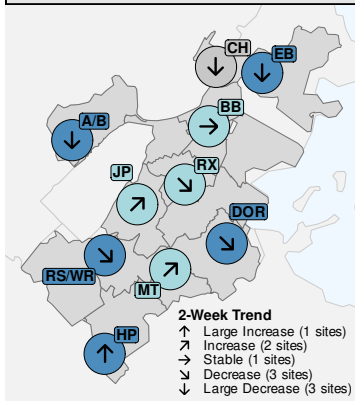 CH
EB
BB
A/B
JP
RX
DOR
RS/WR
MT
HP
2-Week Trend
↑ Large Increase (1 sites)
↗ Increase (2 sites)
→ Stable (1 sites)
↘ Decrease (3 sites)
↓ Large Decrease (3 sites)